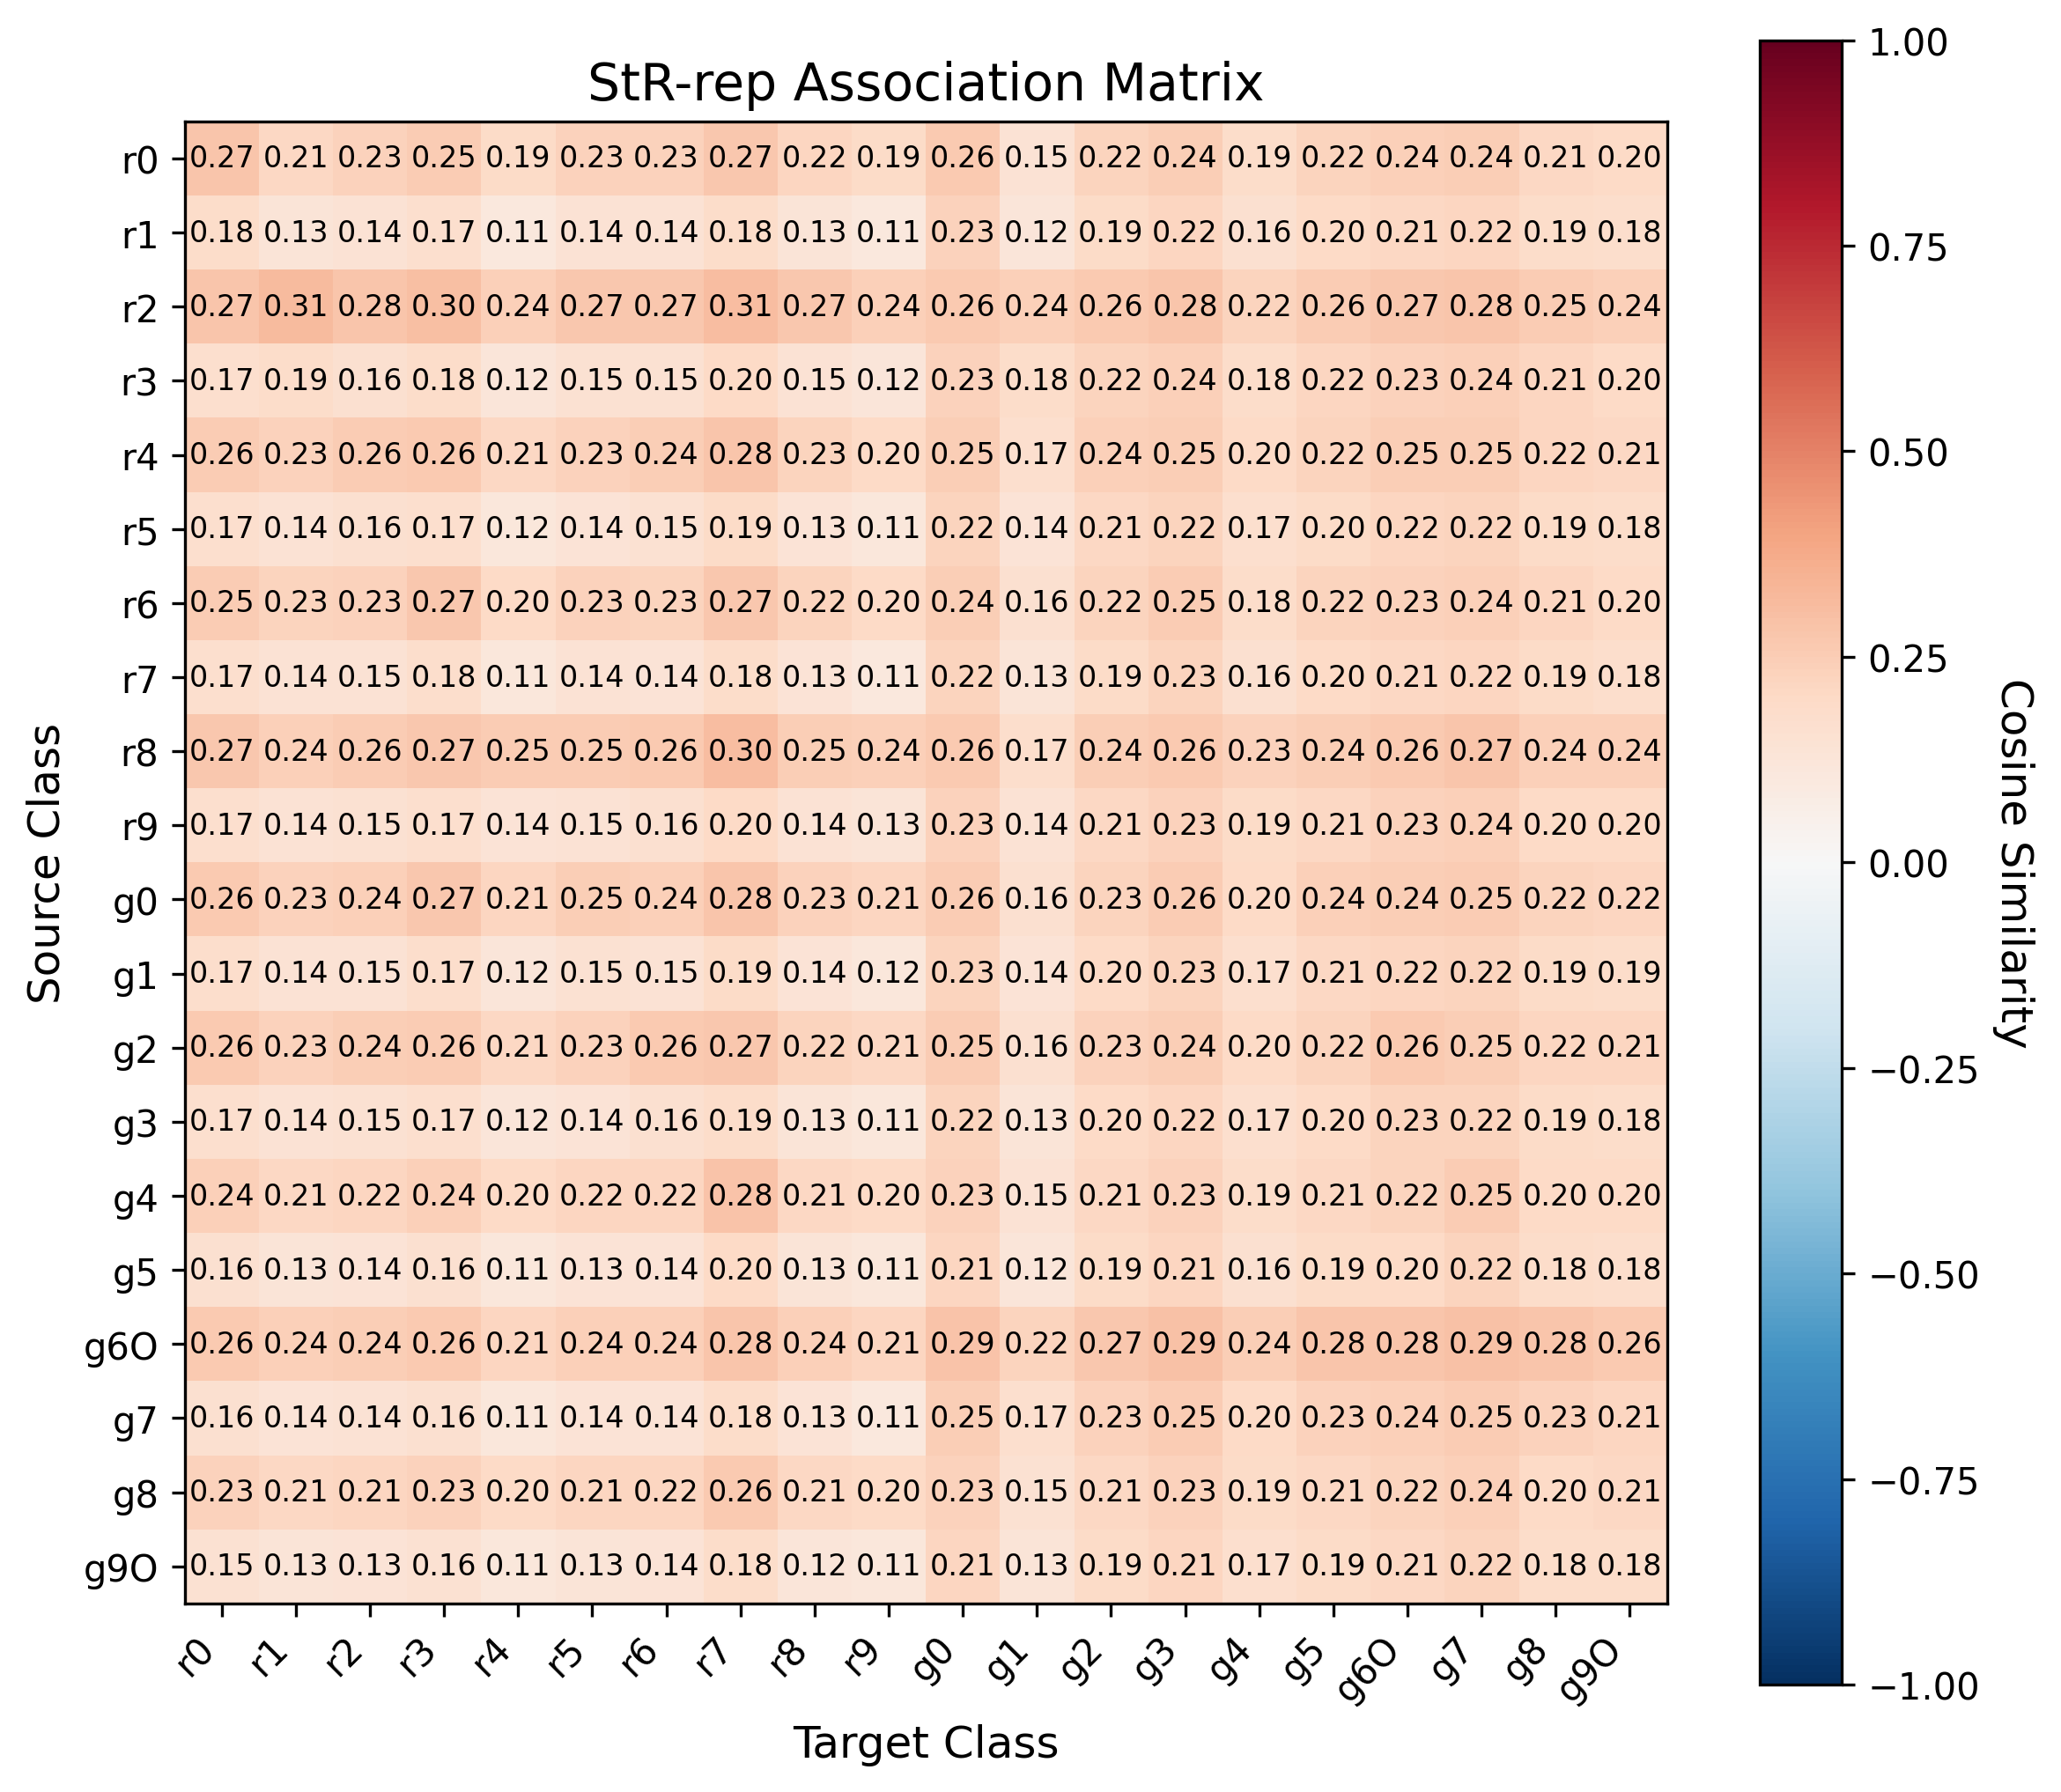 StR-rep Association Matrix
r0 0.27 0.21 0.23 0.25 0.19 0.23 0.23 0.27 0.22 0.19 0.26 0.15 0.22 0.24 0.19 0.22 0.24 0.24 0.21 0.20
r1 0.18 0.13 0.14 0.17 0.11 0.14 0.14 0.18 0.13 0.11 0.23 0.12 0.19 0.22 0.16 0.20 0.21 0.22 0.19 0.18
r2 0.27 0.31 0.28 0.30 0.24 0.27 0.27 0.31 0.27 0.24 0.26 0.24 0.26 0.28 0.22 0.26 0.27 0.28 0.25 0.24
r3 0.17 0.19 0.16 0.18 0.12 0.15 0.15 0.20 0.15 0.12 0.23 0.18 0.22 0.24 0.18 0.22 0.23 0.24 0.21 0.20
r4 0.26 0.23 0.26 0.26 0.21 0.23 0.24 0.28 0.23 0.20 0.25 0.17 0.24 0.25 0.20 0.22 0.25 0.25 0.22 0.21
r5 0.17 0.14 0.16 0.17 0.12 0.14 0.15 0.19 0.13 0.11 0.22 0.14 0.21 0.22 0.17 0.20 0.22 0.22 0.19 0.18
r6 0.25 0.23 0.23 0.27 0.20 0.23 0.23 0.27 0.22 0.20 0.24 0.16 0.22 0.25 0.18 0.22 0.23 0.24 0.21 0.20
r7 0.17 0.14 0.15 0.18 0.11 0.14 0.14 0.18 0.13 0.11 0.22 0.13 0.19 0.23 0.16 0.20 0.21 0.22 0.19 0.18
r8 0.27 0.24 0.26 0.27 0.25 0.25 0.26 0.30 0.25 0.24 0.26 0.17 0.24 0.26 0.23 0.24 0.26 0.27 0.24 0.24
r9 0.17 0.14 0.15 0.17 0.14 0.15 0.16 0.20 0.14 0.13 0.23 0.14 0.21 0.23 0.19 0.21 0.23 0.24 0.20 0.20
g0 0.26 0.23 0.24 0.27 0.21 0.25 0.24 0.28 0.23 0.21 0.26 0.16 0.23 0.26 0.20 0.24 0.24 0.25 0.22 0.22
g1 0.17 0.14 0.15 0.17 0.12 0.15 0.15 0.19 0.14 0.12 0.23 0.14 0.20 0.23 0.17 0.21 0.22 0.22 0.19 0.19
g2 0.26 0.23 0.24 0.26 0.21 0.23 0.26 0.27 0.22 0.21 0.25 0.16 0.23 0.24 0.20 0.22 0.26 0.25 0.22 0.21
g3 0.17 0.14 0.15 0.17 0.12 0.14 0.16 0.19 0.13 0.11 0.22 0.13 0.20 0.22 0.17 0.20 0.23 0.22 0.19 0.18
g4 0.24 0.21 0.22 0.24 0.20 0.22 0.22 0.28 0.21 0.20 0.23 0.15 0.21 0.23 0.19 0.21 0.22 0.25 0.20 0.20
g5 0.16 0.13 0.14 0.16 0.11 0.13 0.14 0.20 0.13 0.11 0.21 0.12 0.19 0.21 0.16 0.19 0.20 0.22 0.18 0.18
g6O 0.26 0.24 0.24 0.26 0.21 0.24 0.24 0.28 0.24 0.21 0.29 0.22 0.27 0.29 0.24 0.28 0.28 0.29 0.28 0.26
g7 0.16 0.14 0.14 0.16 0.11 0.14 0.14 0.18 0.13 0.11 0.25 0.17 0.23 0.25 0.20 0.23 0.24 0.25 0.23 0.21
g8 0.23 0.21 0.21 0.23 0.20 0.21 0.22 0.26 0.21 0.20 0.23 0.15 0.21 0.23 0.19 0.21 0.22 0.24 0.20 0.21
g9O 0.15 0.13 0.13 0.16 0.11 0.13 0.14 0.18 0.12 0.11 0.21 0.13 0.19 0.21 0.17 0.19 0.21 0.22 0.18 0.18
r0 r1 r2 r3 r4 r5 r6 r7 r8 r9 g0 g1 g2 g3 g4 g5 g6O g7 g8 g9O
Target Class
Source Class
1.00
0.75
0.50
0.25
0.00
−0.25
−0.50
−0.75
−1.00
Cosine Similarity